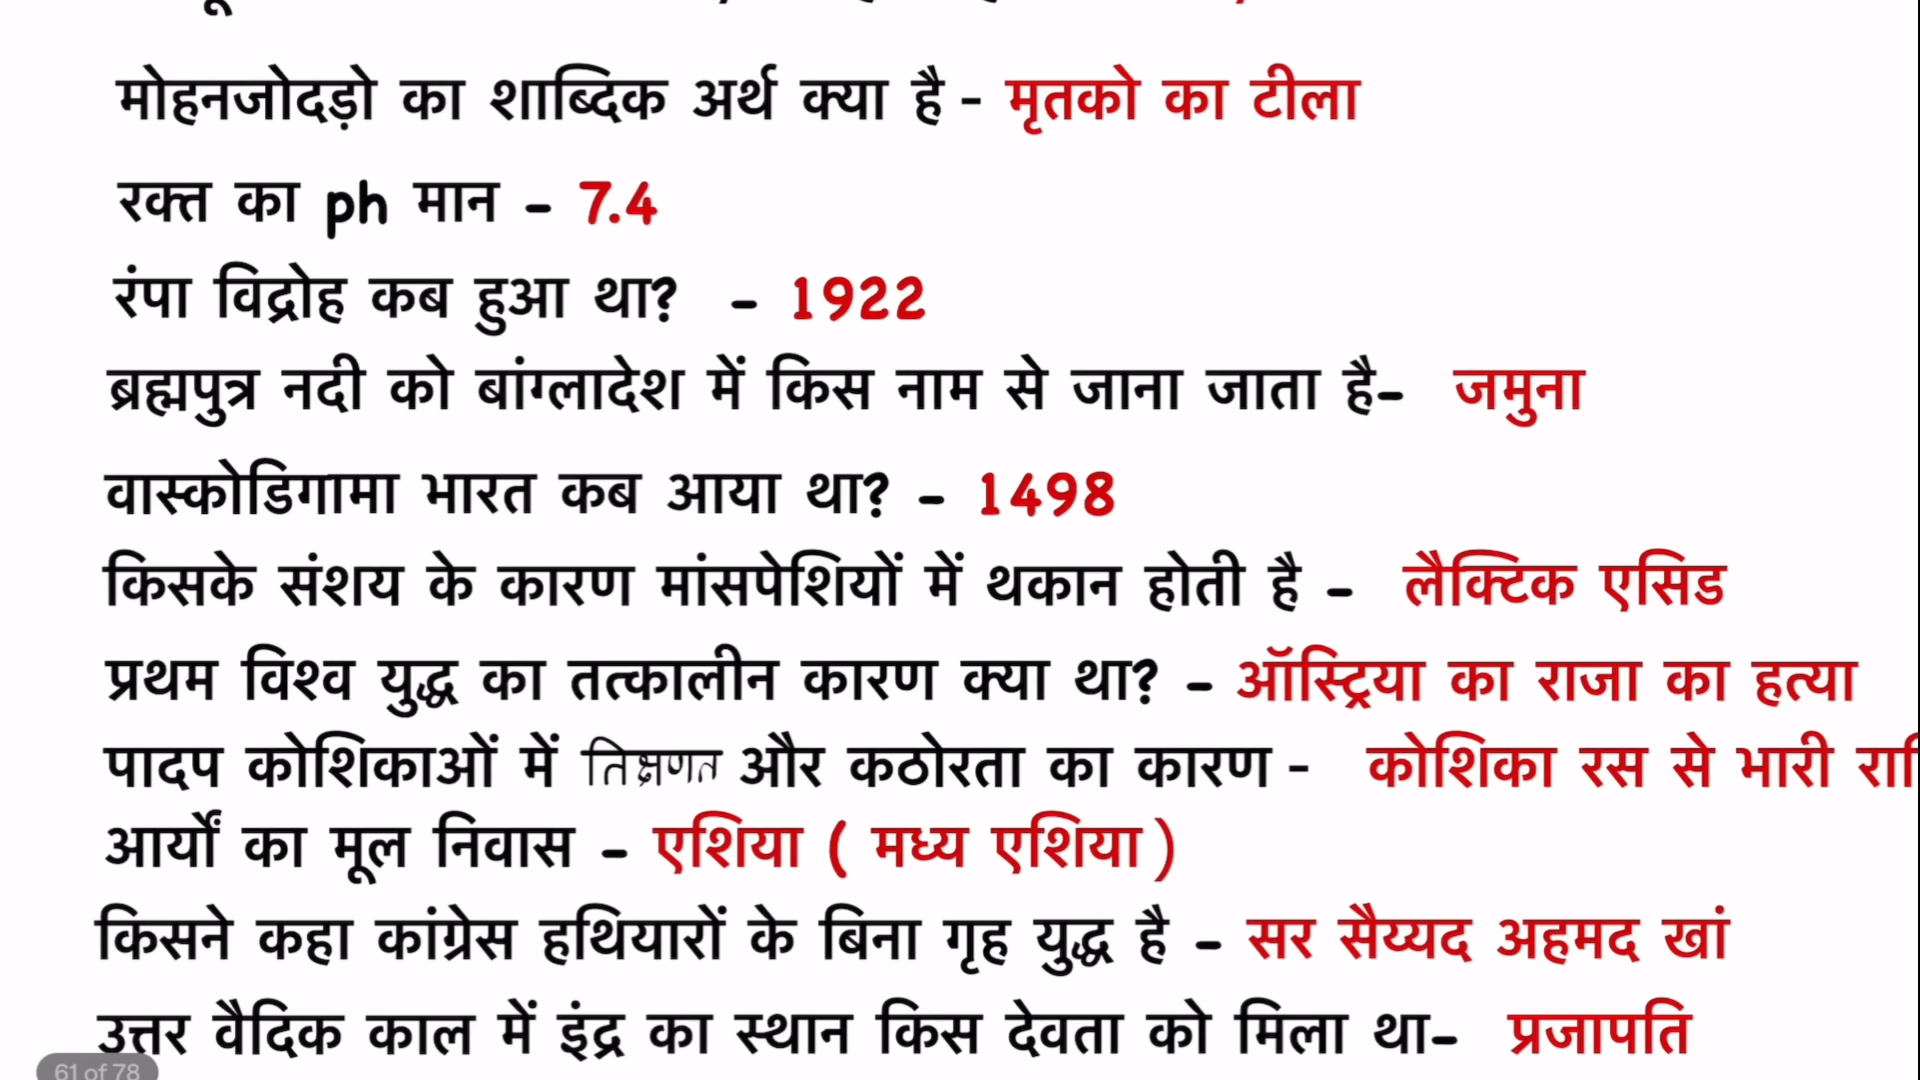 मोहनजोदड़ो का शाब्दिक अर्थ क्या है - मृतको का टीला
रक्त का ph मान - 7.4
रंपा विद्रोह कब हुआ था? - 1922
ब्रह्मपुत्र नदी को बांग्लादेश में किस नाम से जाना जाता है- जमुना
वास्कोडिगामा भारत कब आया था? - 1498
किसके संशय के कारण मांसपेशियों में थकान होती है - लैक्टिक एसिड
प्रथम विश्व युद्ध का तत्कालीन कारण क्या था? - ऑस्ट्रिया का राजा का हत्या
पादप कोशिकाओं में तिक्षणत और कठोरता का कारण - कोशिका रस से भारी
आर्यों का मूल निवास - एशिया ( मध्य एशिया )
किसने कहा कांग्रेस हथियारों के बिना गृह युद्ध है - सर सैय्यद अहमद खां
उत्तर वैदिक काल में इंद्र का स्थान किस देवता को मिला था- प्रजापति
61 of 78